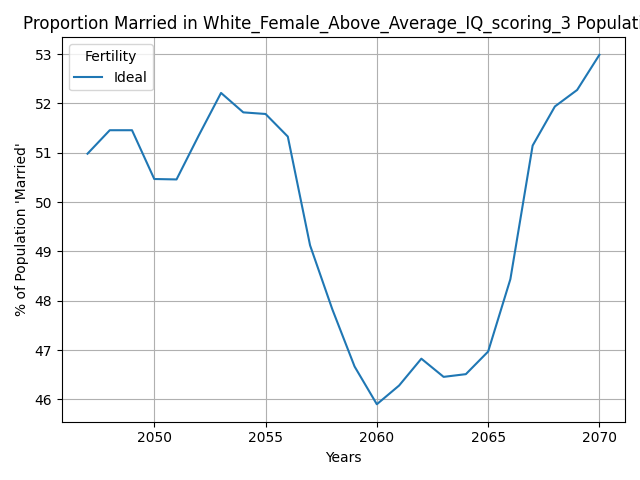 Proportion Married in White_Female_Above_Average_IQ_scoring_3 Populati
Fertility
Ideal
% of Population 'Married'
53
52
51
50
49
48
47
46
2050 2055 2060 2065 2070
Years